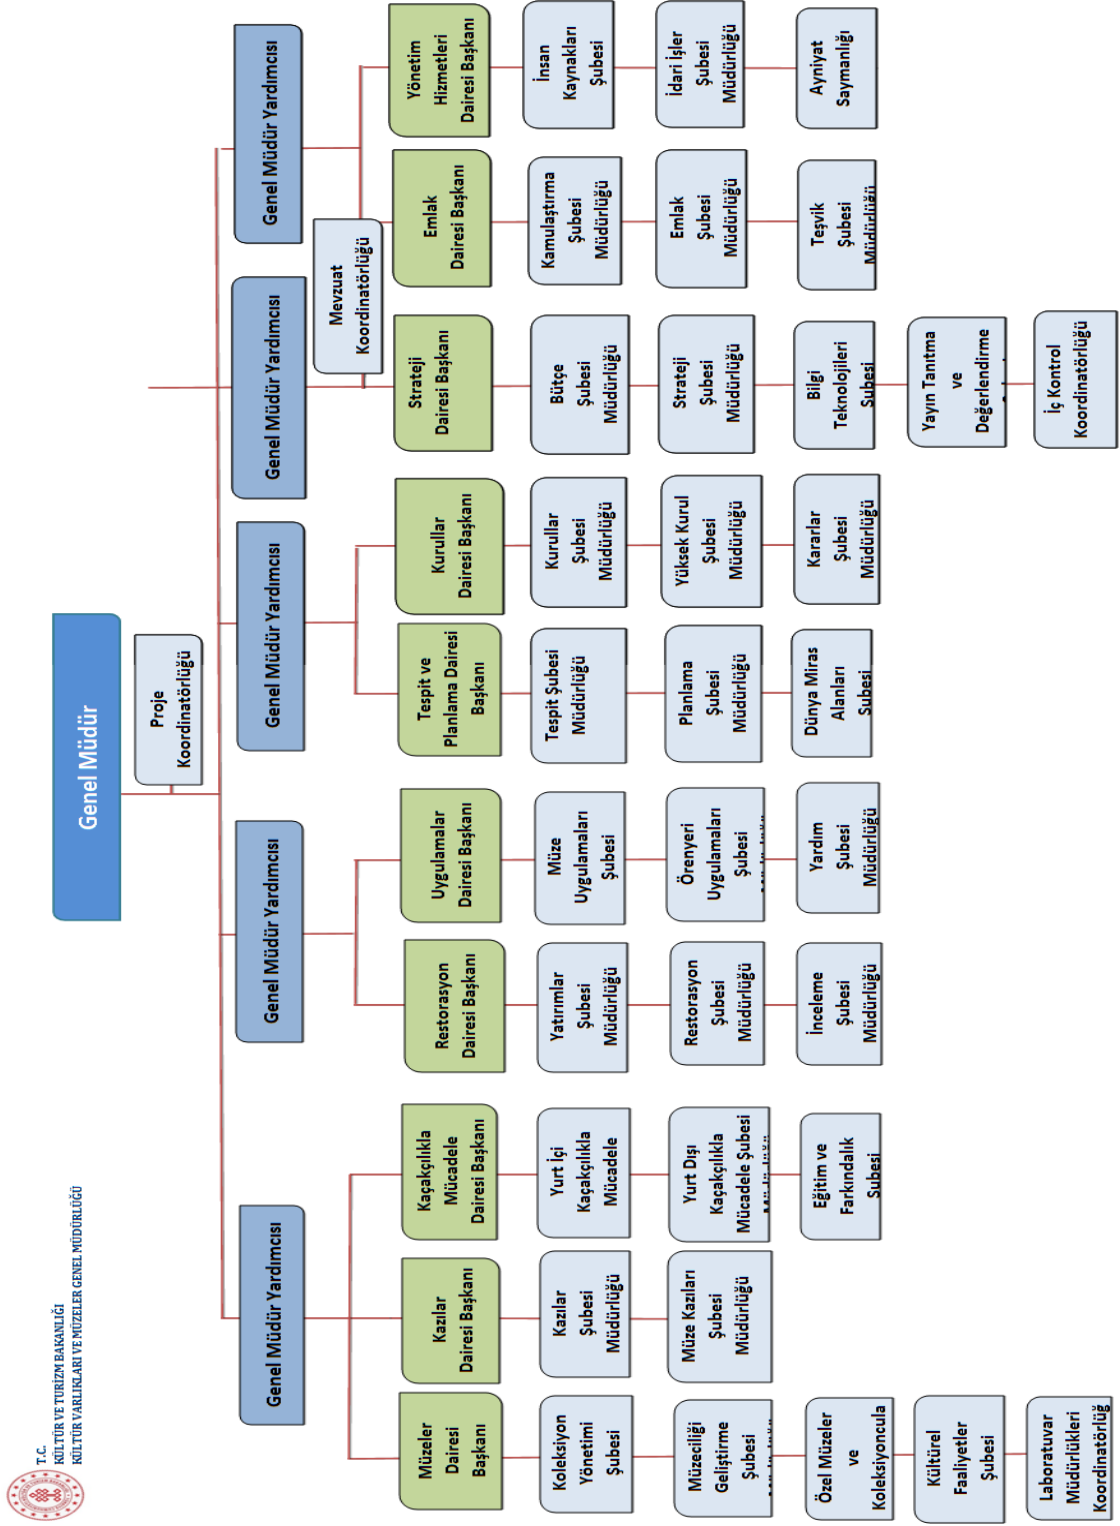 T.C.
KÜLTÜR VE TURİZM BAKANLIĞI
KÜLTÜR VARLIKLARI VE MÜZELER GENEL MÜDÜRLÜĞÜ
Genel Müdür
Proje
Koordinatörlüğü
Genel Müdür Yardımcısı
Genel Müdür Yardımcısı
Genel Müdür Yardımcısı
Genel Müdür Yardımcısı
Genel Müdür Yardımcısı
Mevzuat
Koordinatörlüğü
Müzeler
Dairesi
Başkanı
Koleksiyon
Yönetimi
Şubesi
Müzeciliği
Geliştirme
Şubesi
Özel Müzeler
ve
Koleksiyoncula
Kültürel
Faaliyetler
Şubesi
Laboratuvar
Müdürlükleri
Koordinatörlüğ
Kazılar
Dairesi Başkanı
Kazılar
Şubesi
Müdürlüğü
Müze Kazıları
Şubesi
Müdürlüğü
Kaçakçılıkla
Mücadele
Dairesi Başkanı
Yurt İçi
Kaçakçılıkla
Mücadele
Yurt Dışı
Kaçakçılıkla
Mücadele Şubesi
Eğitim ve
Farkındalık
Şubesi
Restorasyon
Dairesi Başkanı
Yatırımlar
Şubesi
Müdürlüğü
Restorasyon
Şubesi
Müdürlüğü
İnceleme
Şubesi
Müdürlüğü
Uygulamalar
Dairesi Başkanı
Müze
Uygulamaları
Şubesi
Örenyeri
Uygulamaları
Şubesi
Yardım
Şubesi
Müdürlüğü
Tespit ve
Planlama Dairesi
Başkanı
Tespit Şubesi
Müdürlüğü
Planlama
Şubesi
Müdürlüğü
Dünya Miras
Alanları
Şubesi
Kurullar
Dairesi Başkanı
Kurullar
Şubesi
Müdürlüğü
Yüksek Kurul
Şubesi
Müdürlüğü
Kararlar
Şubesi
Müdürlüğü
Strateji
Dairesi Başkanı
Bütçe
Şubesi
Müdürlüğü
Strateji
Şubesi
Müdürlüğü
Bilgi
Teknolojileri
Şubesi
Yayın Tanıtma
ve
Değerlendirme
İç Kontrol
Koordinatörlüğü
Emlak
Dairesi Başkanı
Kamulaştırma
Şubesi
Müdürlüğü
Emlak
Şubesi
Müdürlüğü
Teşvik
Şubesi
Müdürlüğü
Yönetim
Hizmetleri
Dairesi Başkanı
İnsan
Kaynakları
Şubesi
İdari İşler
Şubesi
Müdürlüğü
Ayniyat
Saymanlığı